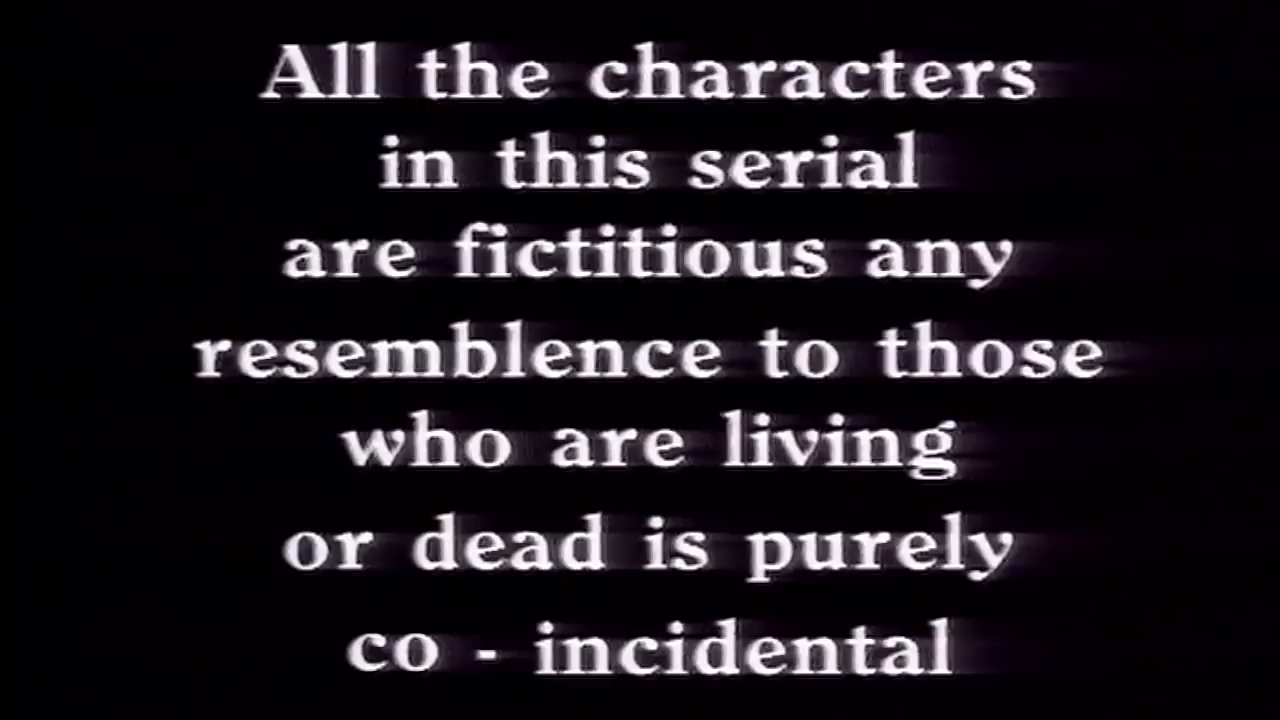 All the characters
in this serial
are fictitious any
resemblence to those
who are living
or dead is purely
co - incidental